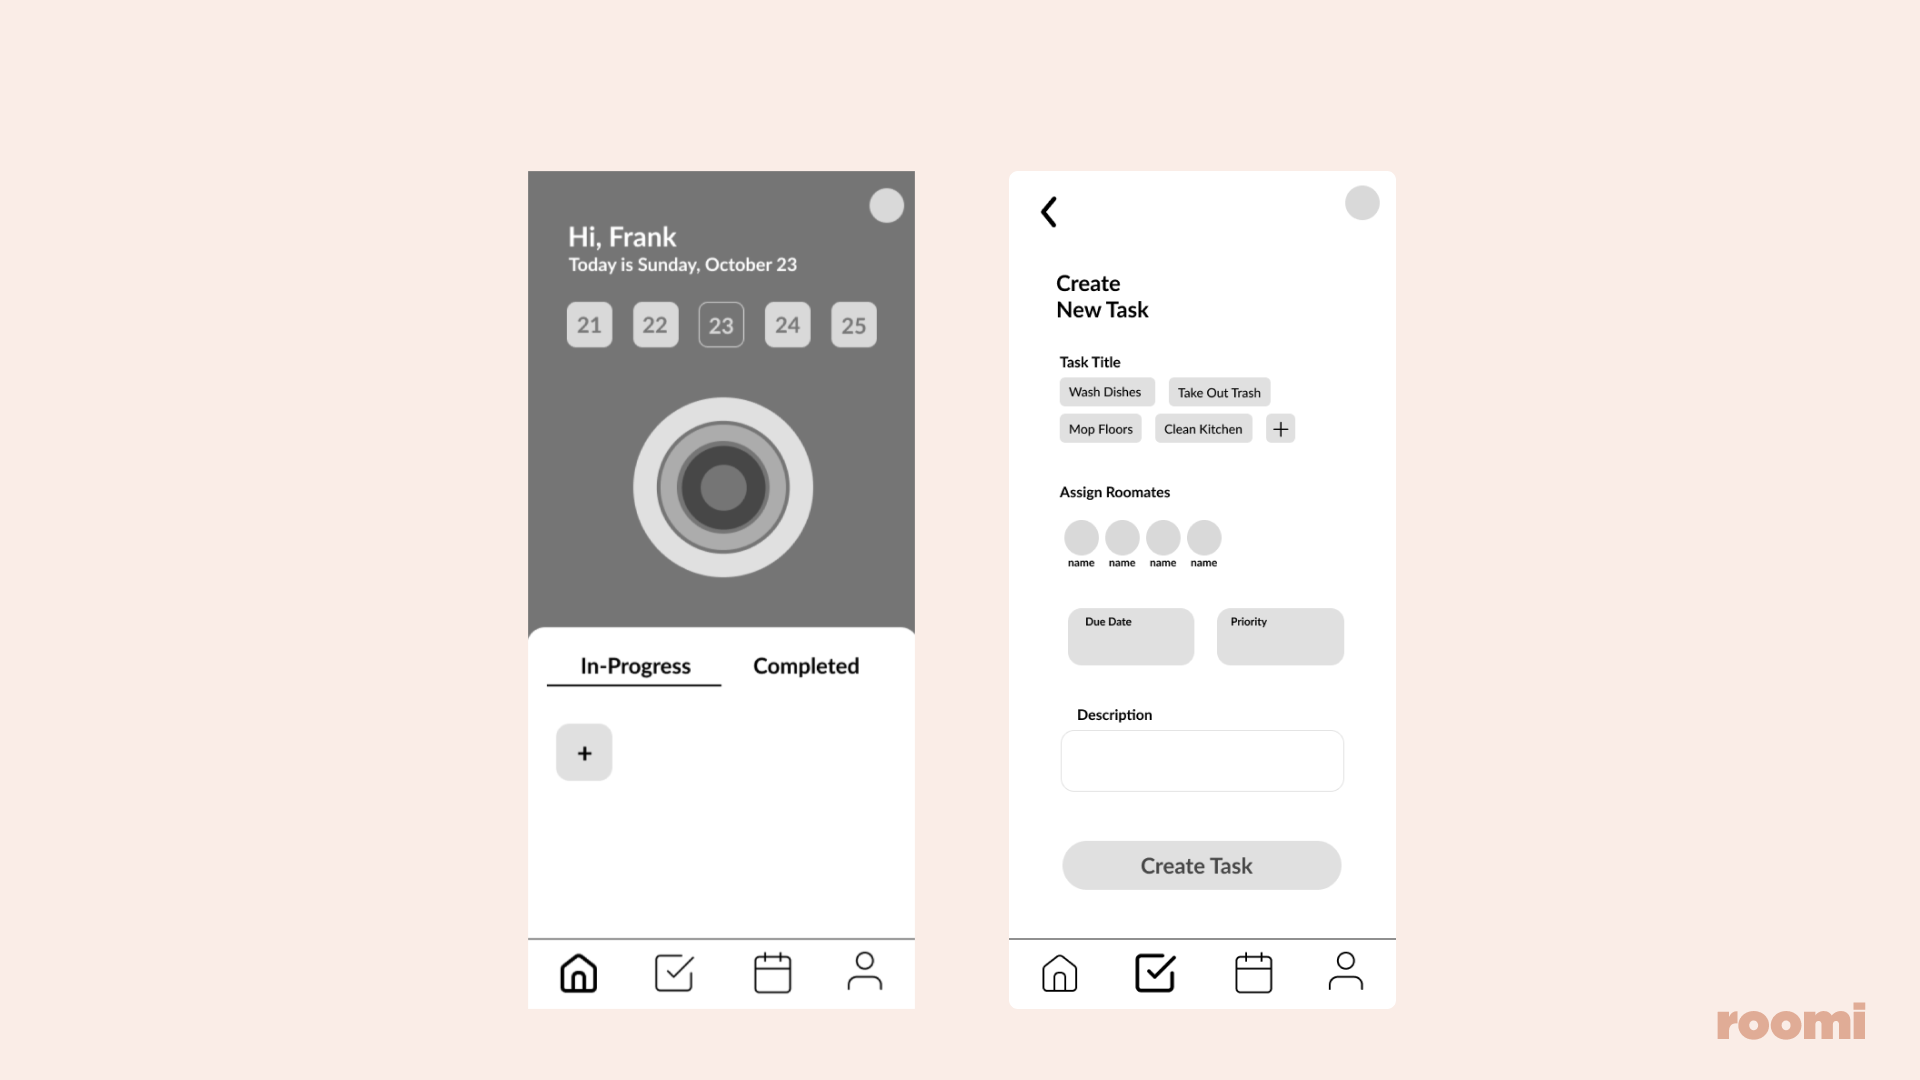 Hi, Frank
Today is Sunday, October 23
21 22 23 24 25
In-Progress Completed
+
Create
New Task
Task Title
Wash Dishes Take Out Trash
Mop Floors Clean Kitchen +
Assign Roomates
name name name name
Due Date Priority
Description
Create Task
roomi